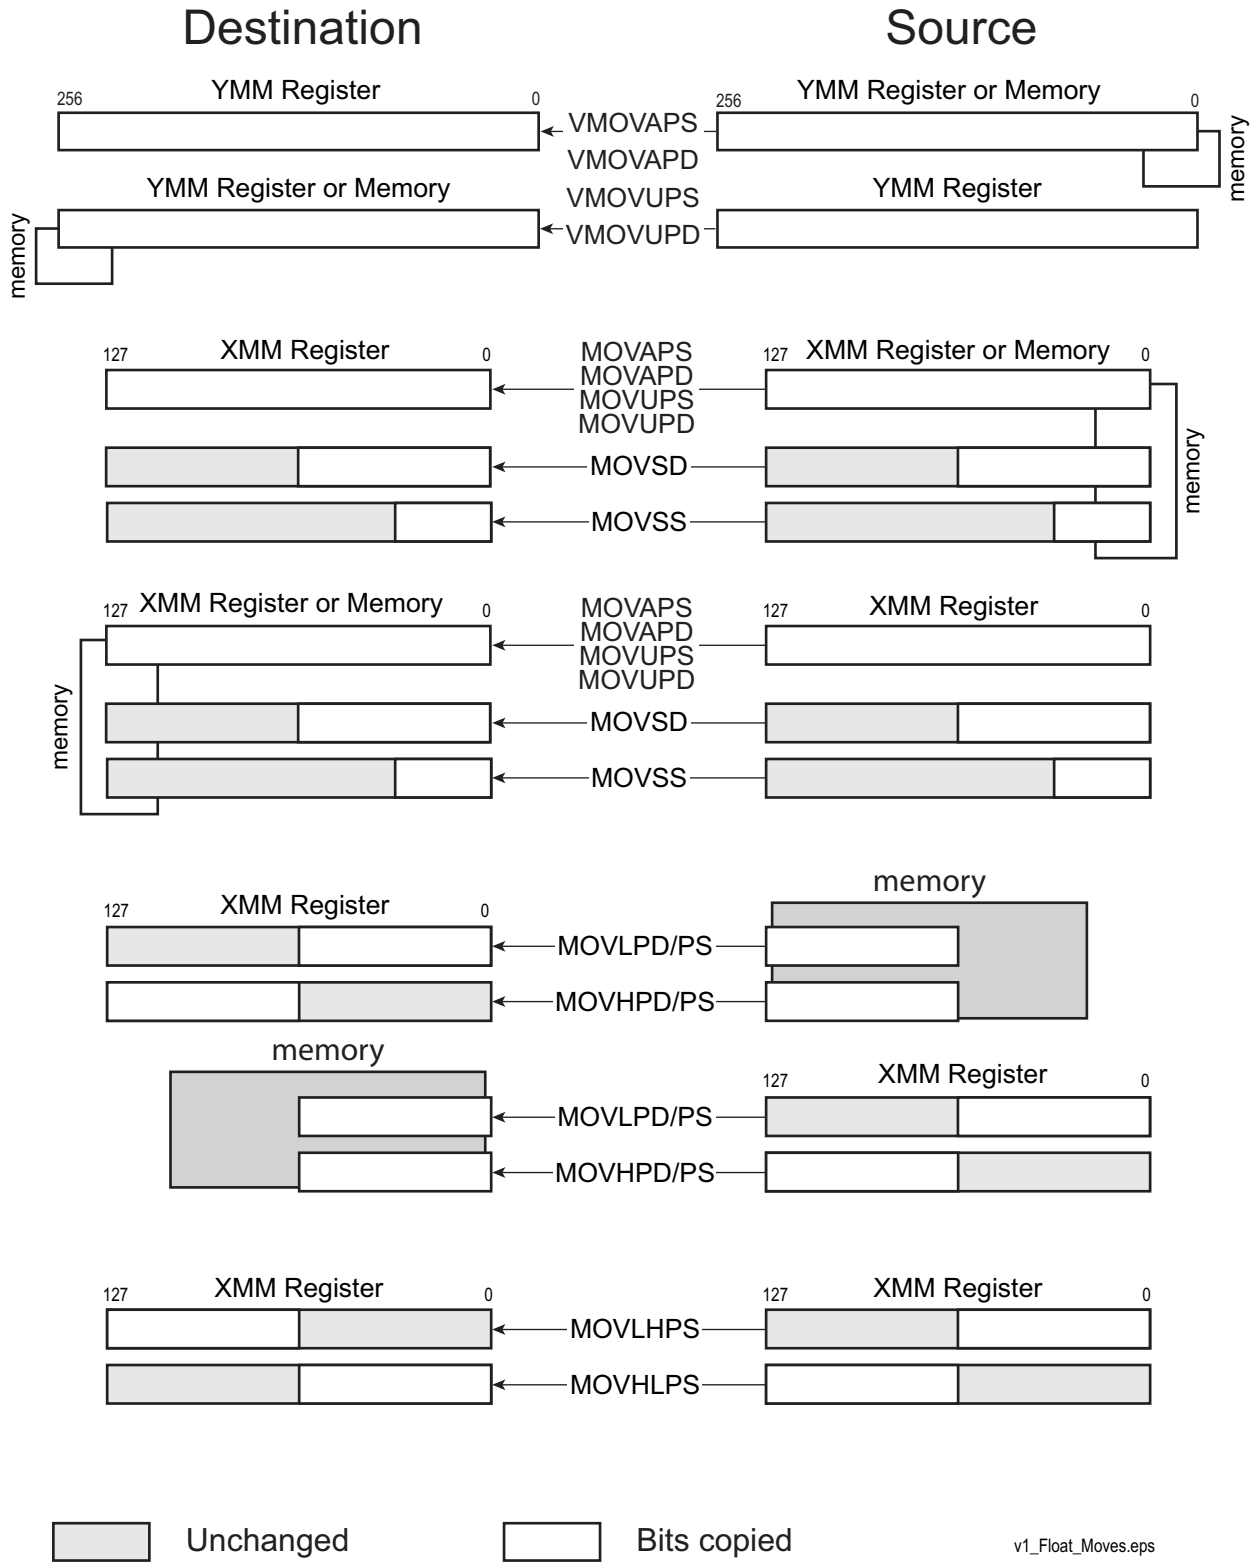 Destination Source
YMM Register YMM Register or Memory
256 0 256 0
VMOVAPS
memory
VMOVAPD
YMM Register or Memory VMOVUPS YMM Register
VMOVUPD
memory
127 XMM Register 0 MOVAPS 127 XMM Register or Memory 0
MOVAPD
MOVUPS
MOVUPD
memory
MOVSD
MOVSS
127 XMM Register or Memory 0 MOVAPS 127 XMM Register 0
MOVAPD
MOVUPS
MOVUPD
memory
MOVSD
MOVSS
memory
127 XMM Register 0
MOVLPD/PS
MOVHPD/PS
memory
127 XMM Register 0
MOVLPD/PS
MOVHPD/PS
127 XMM Register 0 127 XMM Register 0
MOVLHPS
MOVHLPS
Unchanged Bits copied v1_Float_Moves.eps